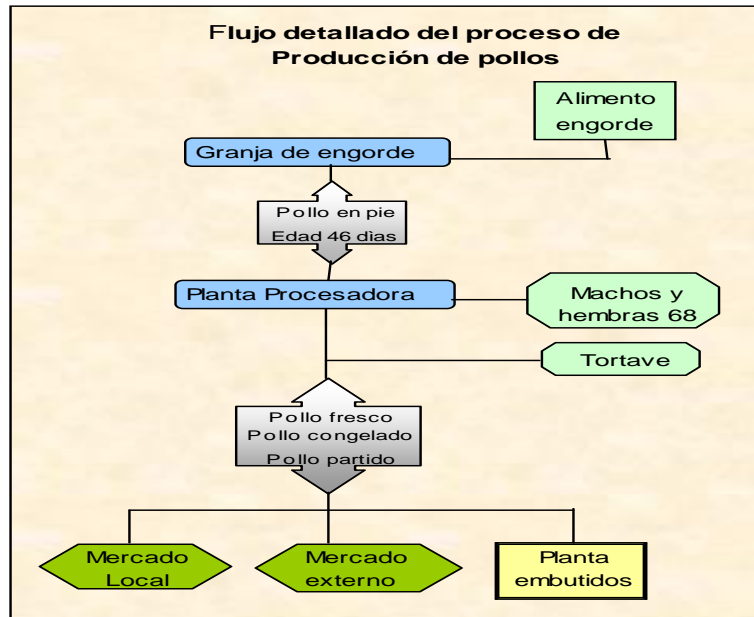 Flujo detallado del proceso de
Producción de pollos
Alimento
engorde
Granja de engorde
Pollo en pie
Edad 46 dìas
Planta Procesadora
Machos y
hembras 68
Tortave
Pollo fresco
Pollo congelado
Pollo partido
Mercado
Local
Mercado
externo
Planta
embutidos